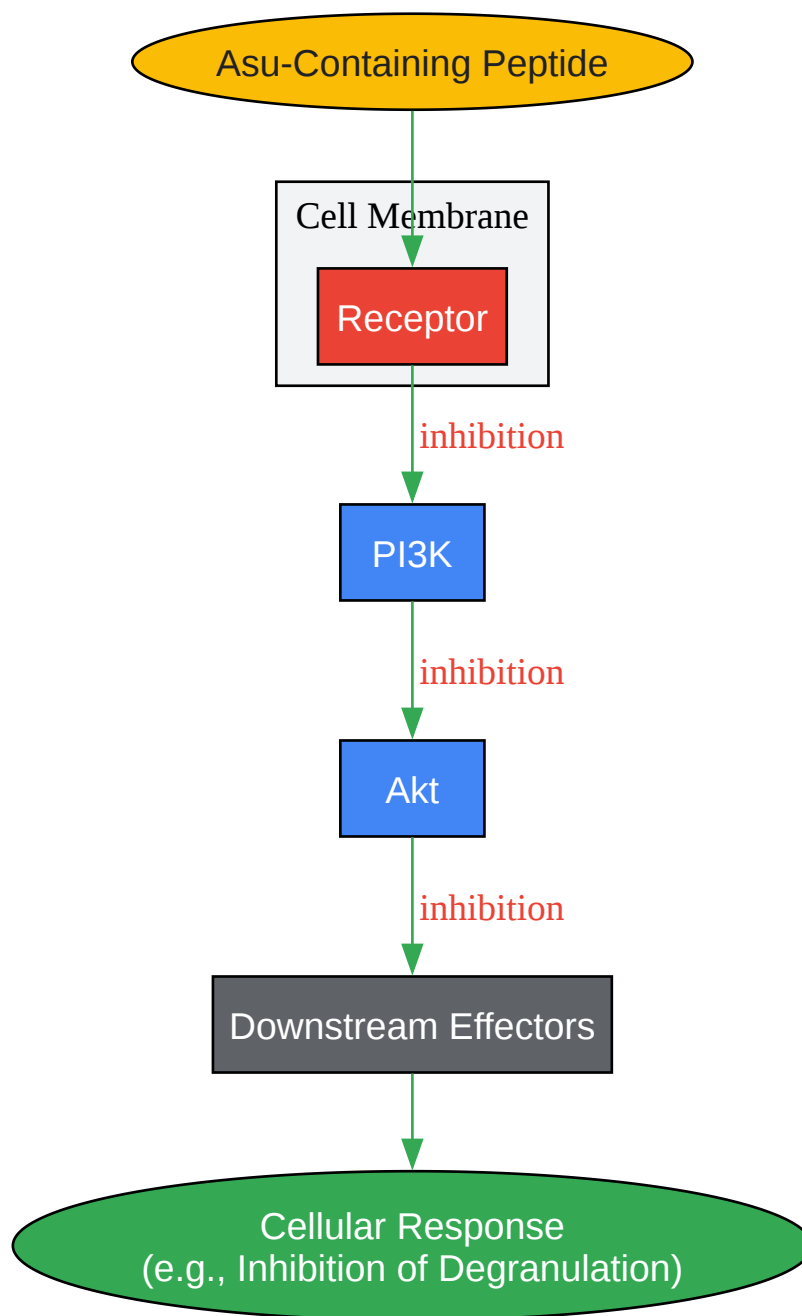 Asu-Containing Peptide
Cell Membrane
Receptor
inhibition
PI3K
inhibition
Akt
inhibition
Downstream Effectors
Cellular Response
(e.g., Inhibition of Degranulation)